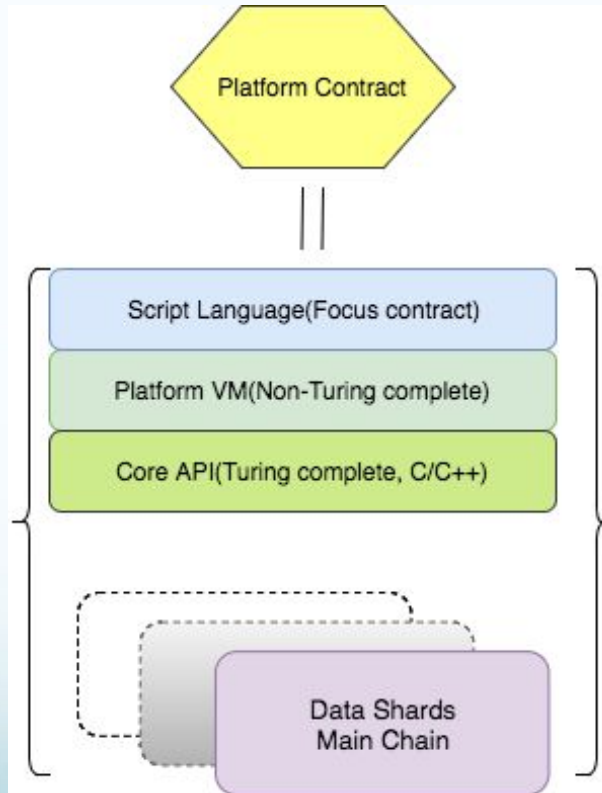 Platform Contract
Script Language(Focus contract)
Platform VM(Non-Turing complete)
Core API(Turing complete, C/C++)
Data Shards
Main Chain